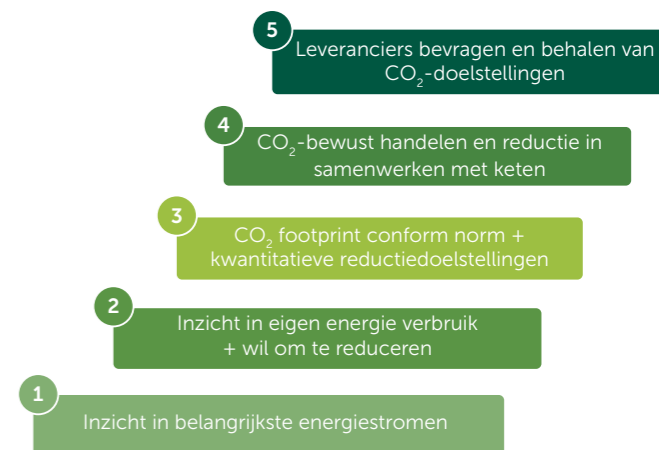 5
Leveranciers bevragen en behalen van
CO₂-doelstellingen
4
CO₂-bewust handelen en reductie in
samenwerken met keten
3
CO₂ footprint conform norm +
kwantitatieve reductiedoelstellingen
2
Inzicht in eigen energie verbruik
+ wil om te reduceren
1
Inzicht in belangrijkste energiestromen